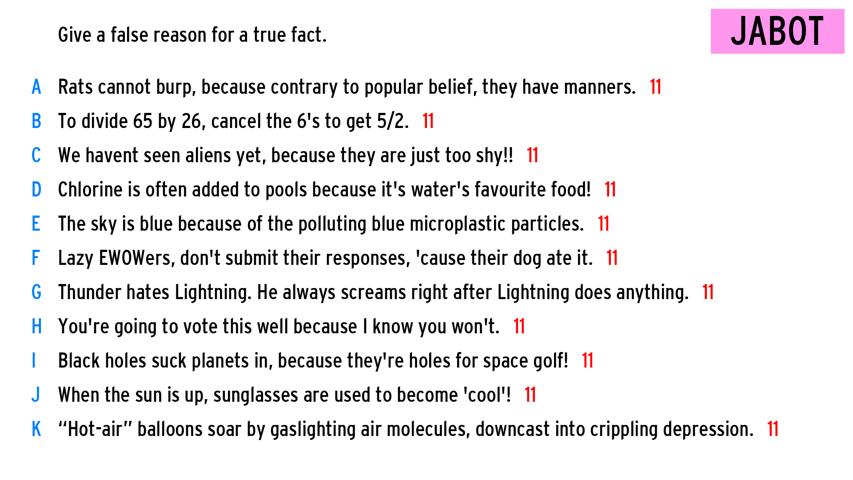 Give a false reason for a true fact.
JABOT
A Rats cannot burp, because contrary to popular belief, they have manners. 11
B To divide 65 by 26, cancel the 6's to get 5/2. 11
C We havent seen aliens yet, because they are just too shy!! 11
D Chlorine is often added to pools because it's water's favourite food! 11
E The sky is blue because of the polluting blue microplastic particles. 11
F Lazy EWOWers, don't submit their responses, 'cause their dog ate it. 11
G Thunder hates Lightning. He always screams right after Lightning does anything. 11
H You're going to vote this well because I know you won't. 11
I Black holes suck planets in, because they're holes for space golf! 11
J When the sun is up, sunglasses are used to become 'cool'! 11
K “Hot-air” balloons soar by gaslighting air molecules, downcast into crippling depression. 11